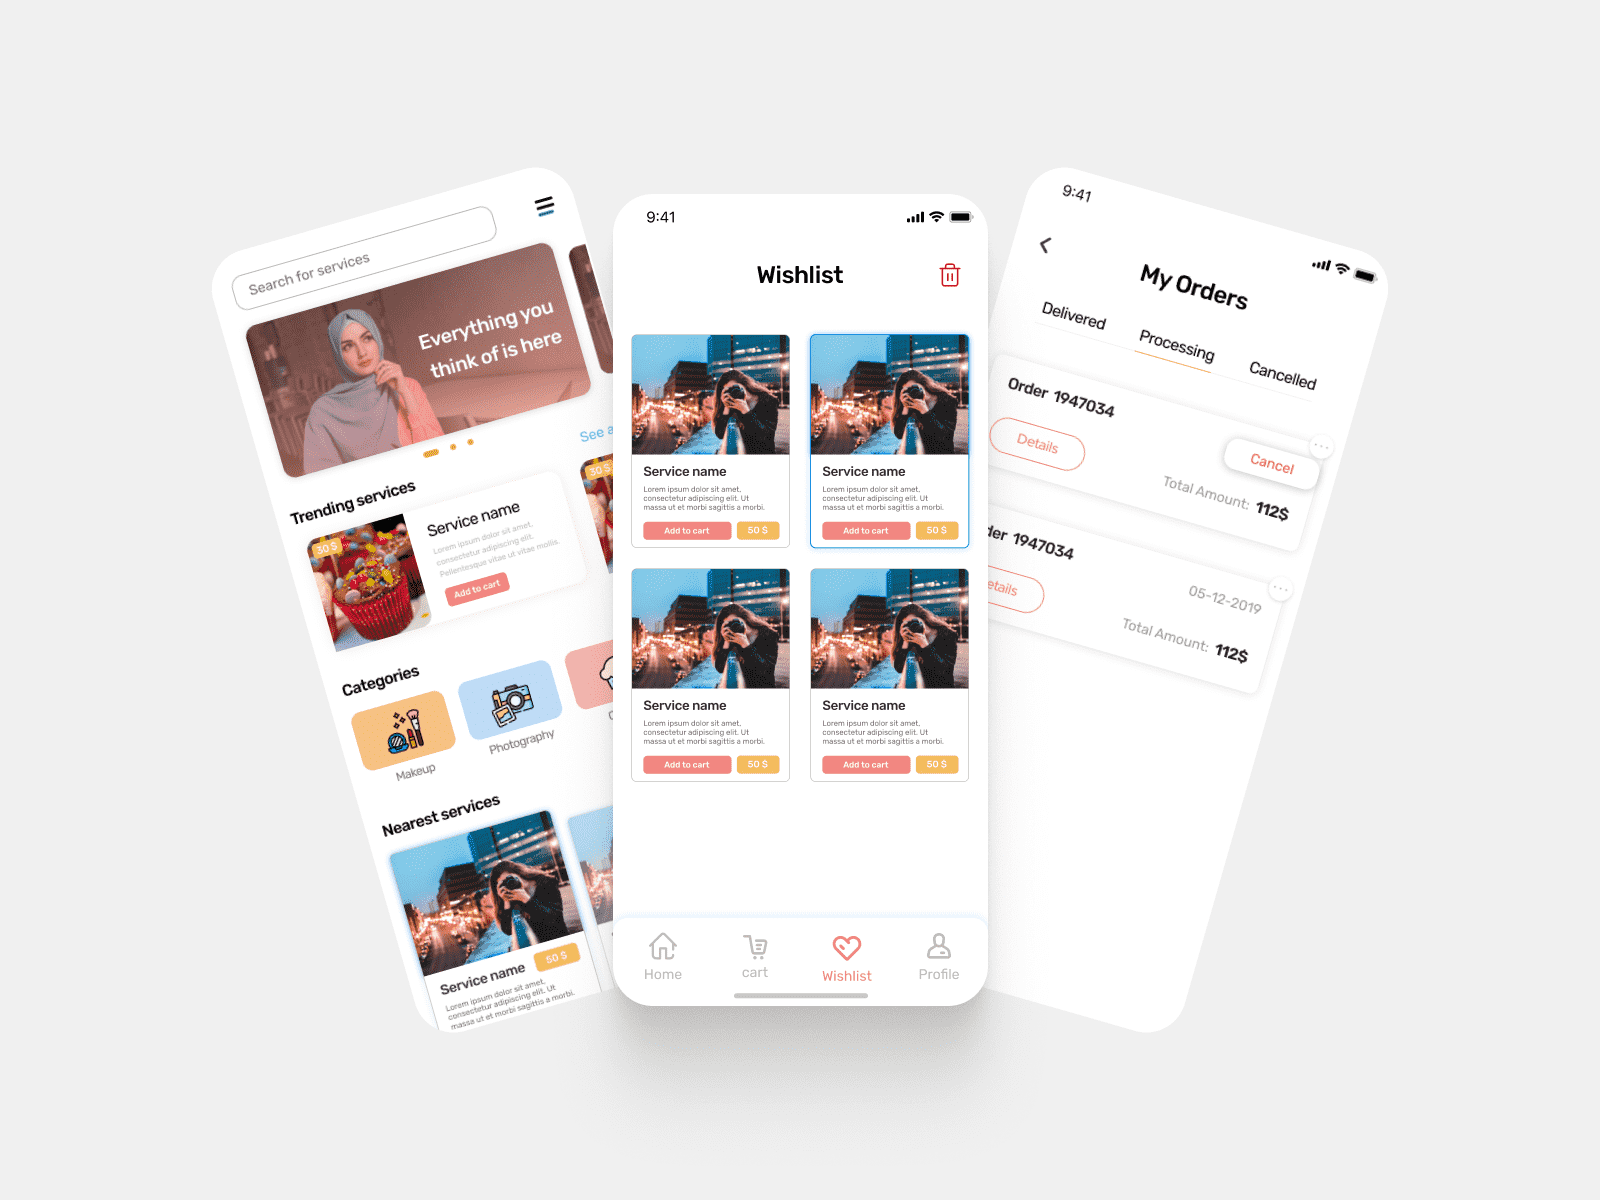 Search for services
Everything you
think of is here
See a
Trending services
30 $
Service name
Lorem ipsum dolor sit amet,
consectetur adipiscing elit.
Pellentesque vitae ut vitae mollis.
Add to cart
30 $
Categories
Makeup
Photography
Nearest services
Service name
50 $
Lorem ipsum dolor sit amet,
consectetur adipiscing elit. Ut
massa ut et morbi sagittis a morbi.
9:41
Wishlist
Service name
Lorem ipsum dolor sit amet,
consectetur adipiscing elit. Ut
massa ut et morbi sagittis a morbi.
Add to cart
50 $
Service name
Lorem ipsum dolor sit amet,
consectetur adipiscing elit. Ut
massa ut et morbi sagittis a morbi.
Add to cart
50 $
Service name
Lorem ipsum dolor sit amet,
consectetur adipiscing elit. Ut
massa ut et morbi sagittis a morbi.
Add to cart
50 $
Service name
Lorem ipsum dolor sit amet,
consectetur adipiscing elit. Ut
massa ut et morbi sagittis a morbi.
Add to cart
50 $
Home
cart
Wishlist
Profile
9:41
My Orders
Delivered
Processing
Cancelled
Order 1947034
Details
Cancel
Total Amount: 112$
der 1947034
etails
05-12-2019
Total Amount: 112$